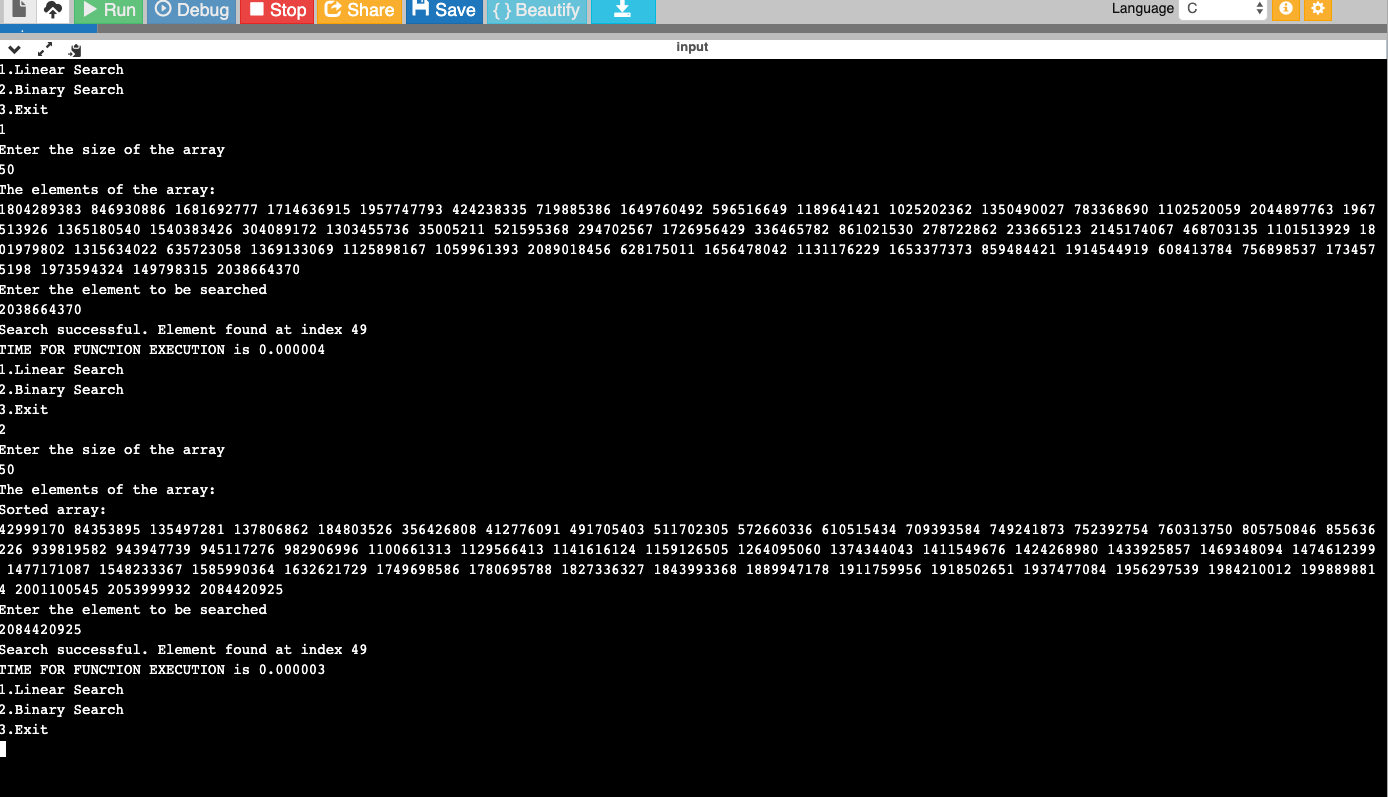 Run Debug Stop Share Save { } Beautify Language C
input
1.Linear Search
2.Binary Search
3.Exit
1
Enter the size of the array
50
The elements of the array:
1804289383 846930886 1681692777 1714636915 1957747793 424238335 719885386 1649760492 596516649 1189641421 1025202362 1350490027 783368690 1102520059 2044897763 1967
513926 1365180540 1540383426 304089172 1303455736 35005211 521595368 294702567 1726956429 336465782 861021530 278722862 233665123 2145174067 468703135 1101513929 18
01979802 1315634022 635723058 1369133069 1125898167 1059961393 2089018456 628175011 1656478042 1131176229 1653377373 859484421 1914544919 608413784 756898537 173457
5198 1973594324 149798315 2038664370
Enter the element to be searched
2038664370
Search successful. Element found at index 49
TIME FOR FUNCTION EXECUTION is 0.000004
1.Linear Search
2.Binary Search
3.Exit
2
Enter the size of the array
50
The elements of the array:
Sorted array:
42999170 84353895 135497281 137806862 184803526 356426808 412776091 491705403 511702305 572660336 610515434 709393584 749241873 752392754 760313750 805750846 855636
226 939819582 943947739 945117276 982906996 1100661313 1129566413 1141616124 1159126505 1264095060 1374344043 1411549676 1424268980 1433925857 1469348094 1474612399
1477171087 1548233367 1585990364 1632621729 1749698586 1780695788 1827336327 1843993368 1889947178 1911759956 1918502651 1937477084 1956297539 1984210012 199889881
4 2001100545 2053999932 2084420925
Enter the element to be searched
2084420925
Search successful. Element found at index 49
TIME FOR FUNCTION EXECUTION is 0.000003
1.Linear Search
2.Binary Search
3.Exit